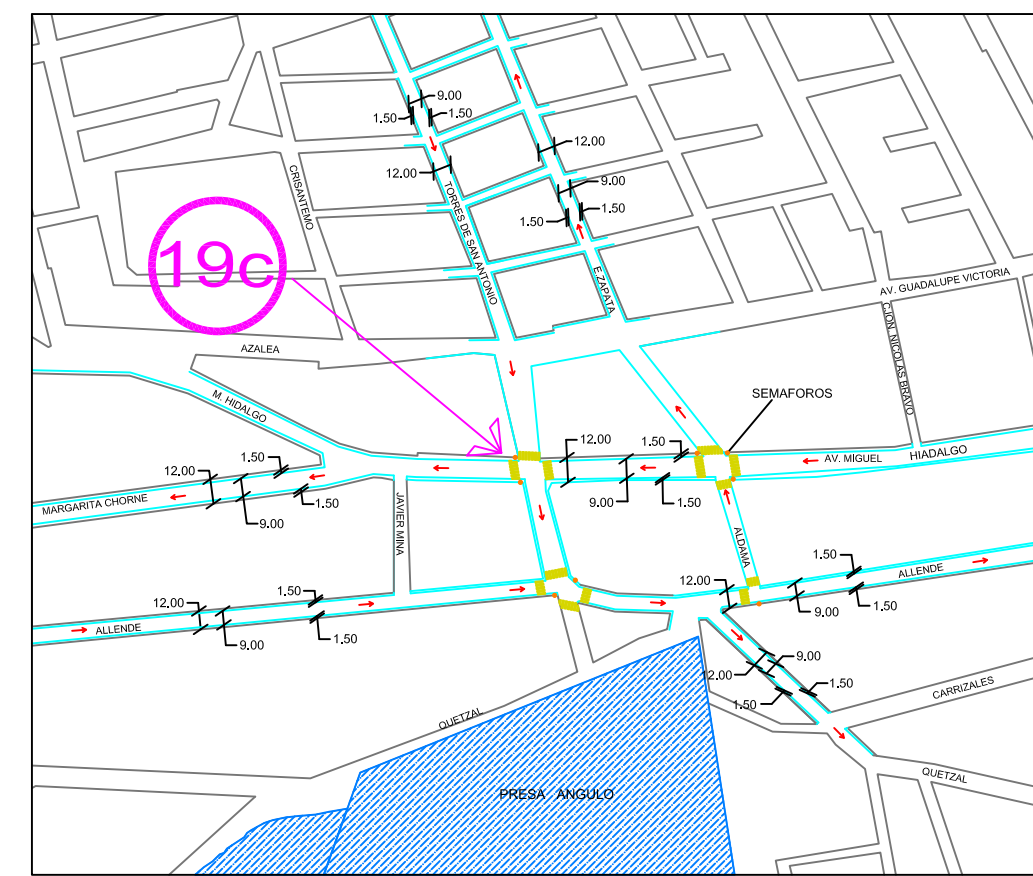 9.00
1.50
1.50
12.00
12.00
9.00
1.50
1.50
CRISANTEMO
TORRES DE SAN ANTONIO
E.ZAPATA
19c
AV. GUADALUPE VICTORIA
CJON. NICOLAS BRAVO
AZALEA
M. HIDALGO
SEMAFOROS
12.00
1.50
AV. MIGUEL HIADALGO
12.00
1.50
9.00
1.50
MARGARITA CHORNE
9.00
1.50
JAVIER MINA
ALDAMA
1.50
ALLENDE
12.00
9.00
1.50
12.00
1.50
ALLENDE
9.00
1.50
9.00
12.00
1.50
1.50
CARRIZALES
QUETZAL
QUETZAL
PRESA ANGULO